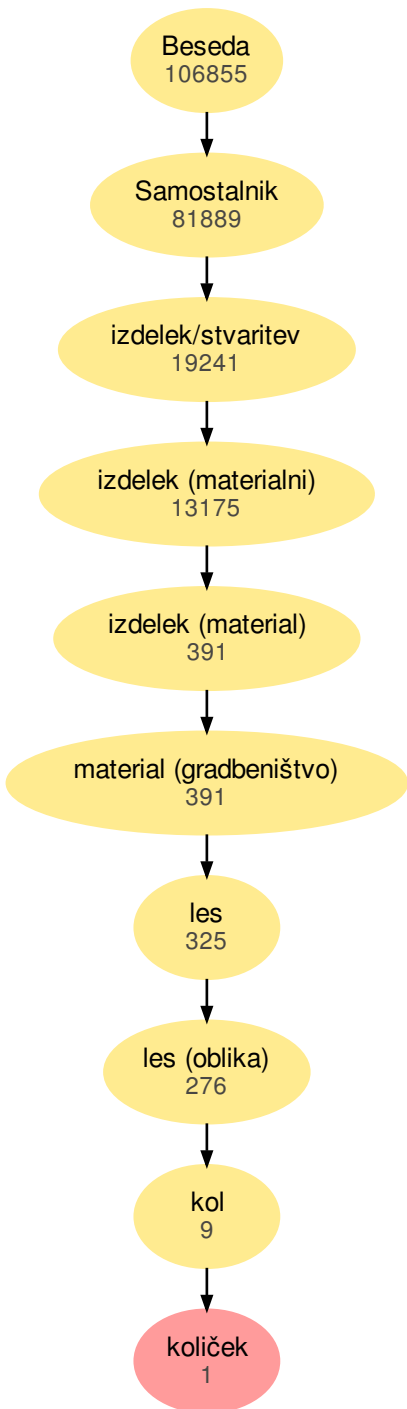 Beseda
106855
Samostalnik
81889
izdelek/stvaritev
19241
izdelek (materialni)
13175
izdelek (material)
391
material (gradbeništvo)
391
les
325
les (oblika)
276
kol
9
količek
1